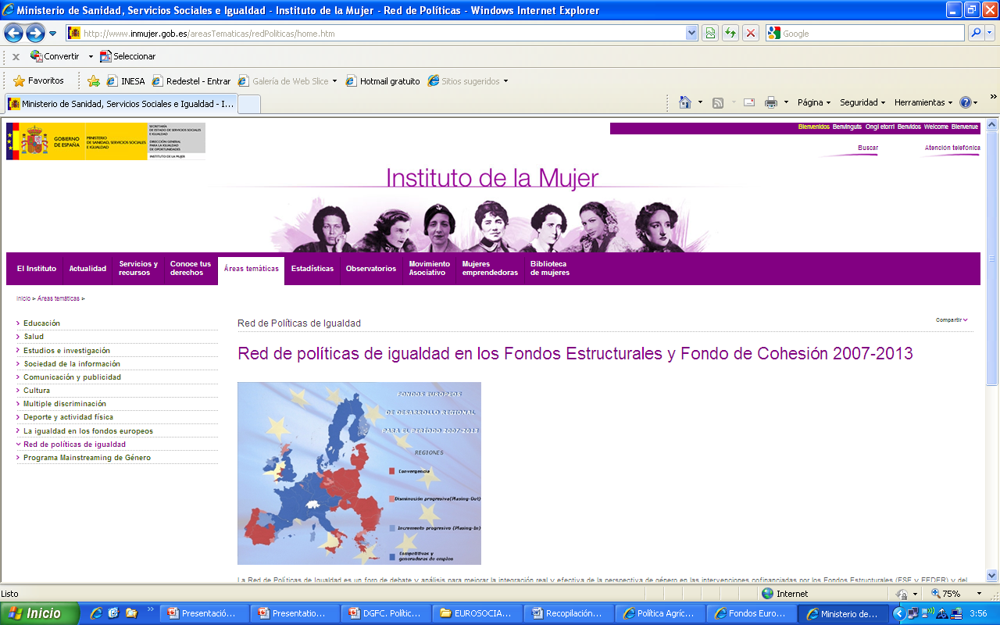 Ministerio de Sanidad, Servicios Sociales e Igualdad - Instituto de la Mujer - Red de Políticas - Windows Internet Explorer
http://www.inmujer.gob.es/areasTematicas/redPoliticas/home.htm
Google
Convertir
Seleccionar
Favoritos
INESA
Redestel - Entrar
Galería de Web Slice
Hotmail gratuito
Sitios sugeridos
Ministerio de Sanidad, Servicios Sociales e Igualdad - I...
Página
Seguridad
Herramientas
GOBIERNO
DE ESPAÑA
MINISTERIO
DE SANIDAD, SERVICIOS SOCIALES
E IGUALDAD
SECRETARÍA
DE ESTADO DE SERVICIOS SOCIALES
E IGUALDAD
DIRECCIÓN GENERAL
PARA LA IGUALDAD
DE OPORTUNIDADES
INSTITUTO DE LA MUJER
Bienvenidos Benvinguts Ongi etorri Benvidos Welcome Bienvenue
Buscar
Atención telefónica
Instituto de la Mujer
El Instituto
Actualidad
Servicios y
recursos
Conoce tus
derechos
Áreas temáticas
Estadísticas
Observatorios
Movimiento
Asociativo
Mujeres
emprendedoras
Biblioteca
de mujeres
Inicio > Áreas temáticas >
Educación
Salud
Estudios e investigación
Sociedad de la información
Comunicación y publicidad
Cultura
Multiple discriminación
Deporte y actividad física
La igualdad en los fondos europeos
Red de políticas de igualdad
Programa Mainstreaming de Género
Red de Políticas de Igualdad
Compartir
Red de políticas de igualdad en los Fondos Estructurales y Fondo de Cohesión 2007-2013
FONDOS EUROPEOS
DE DESARROLLO REGIONAL
PARA EL PERIODO 2007-2013
REGIONES
Convergencia
Disminución progresiva(Plasing-Out)
Incremento progresivo (Plasing-In)
Competitivas y
generadoras de empleo
La Red de Políticas de Igualdad es un foro de debate y análisis para mejorar la integración real y efectiva de la perspectiva de género en las intervenciones cofinanciadas por los Fondos Estructurales (FSE y FEDER) y del
Listo
Internet
75%
Inicio
Presentació...
Presentatio...
DGFC. Polític...
EUROSOCIA...
Recopilación...
Política Agríc...
Fondos Euro...
Ministerio de...
3:56